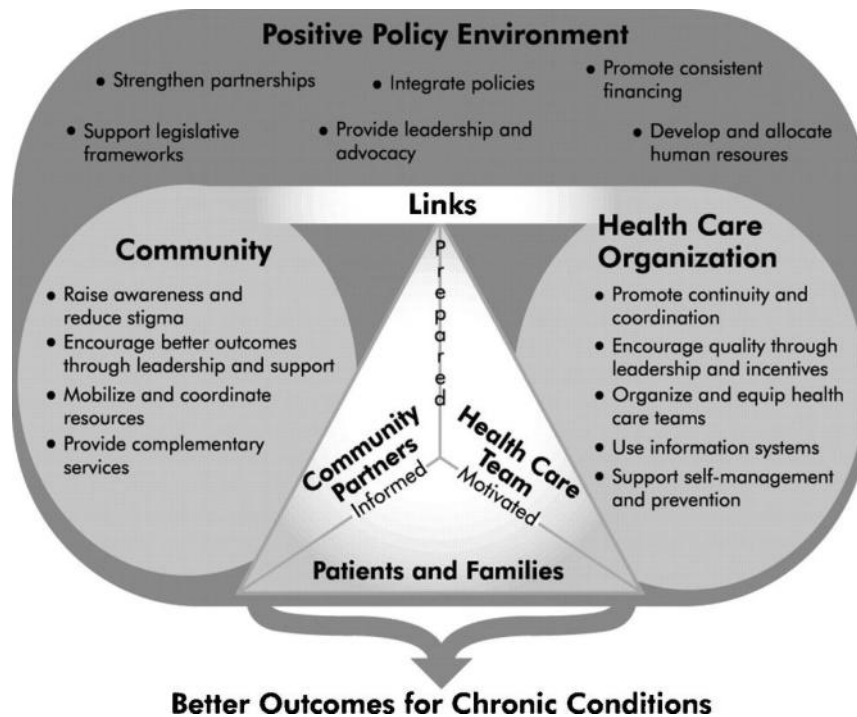 Positive Policy Environment
• Strengthen partnerships
• Integrate policies
• Promote consistent
financing
• Support legislative
frameworks
• Provide leadership and
advocacy
• Develop and allocate
human resoures
Links
Community
• Raise awareness and
reduce stigma
• Encourage better outcomes
through leadership and support
• Mobilize and coordinate
resources
• Provide complementary
services
Health Care
Organization
• Promote continuity and
coordination
• Encourage quality through
leadership and incentives
• Organize and equip health
care teams
• Use information systems
• Support self-management
and prevention
Prepared
Community
Partners
Informed
Health Care
Team
Motivated
Patients and Families
Better Outcomes for Chronic Conditions